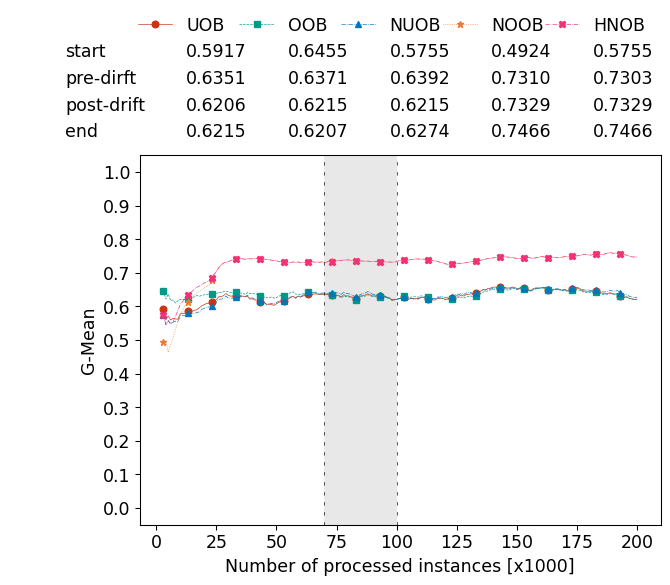 UOB OOB NUOB NOOB HNOB
start 0.5917 0.6455 0.5755 0.4924 0.5755
pre-dirft 0.6351 0.6371 0.6392 0.7310 0.7303
post-drift 0.6206 0.6215 0.6215 0.7329 0.7329
end 0.6215 0.6207 0.6274 0.7466 0.7466
1.0
0.9
0.8
0.7
0.6
0.5
0.4
0.3
0.2
0.1
0.0
G-Mean
0 25 50 75 100 125 150 175 200
Number of processed instances [x1000]